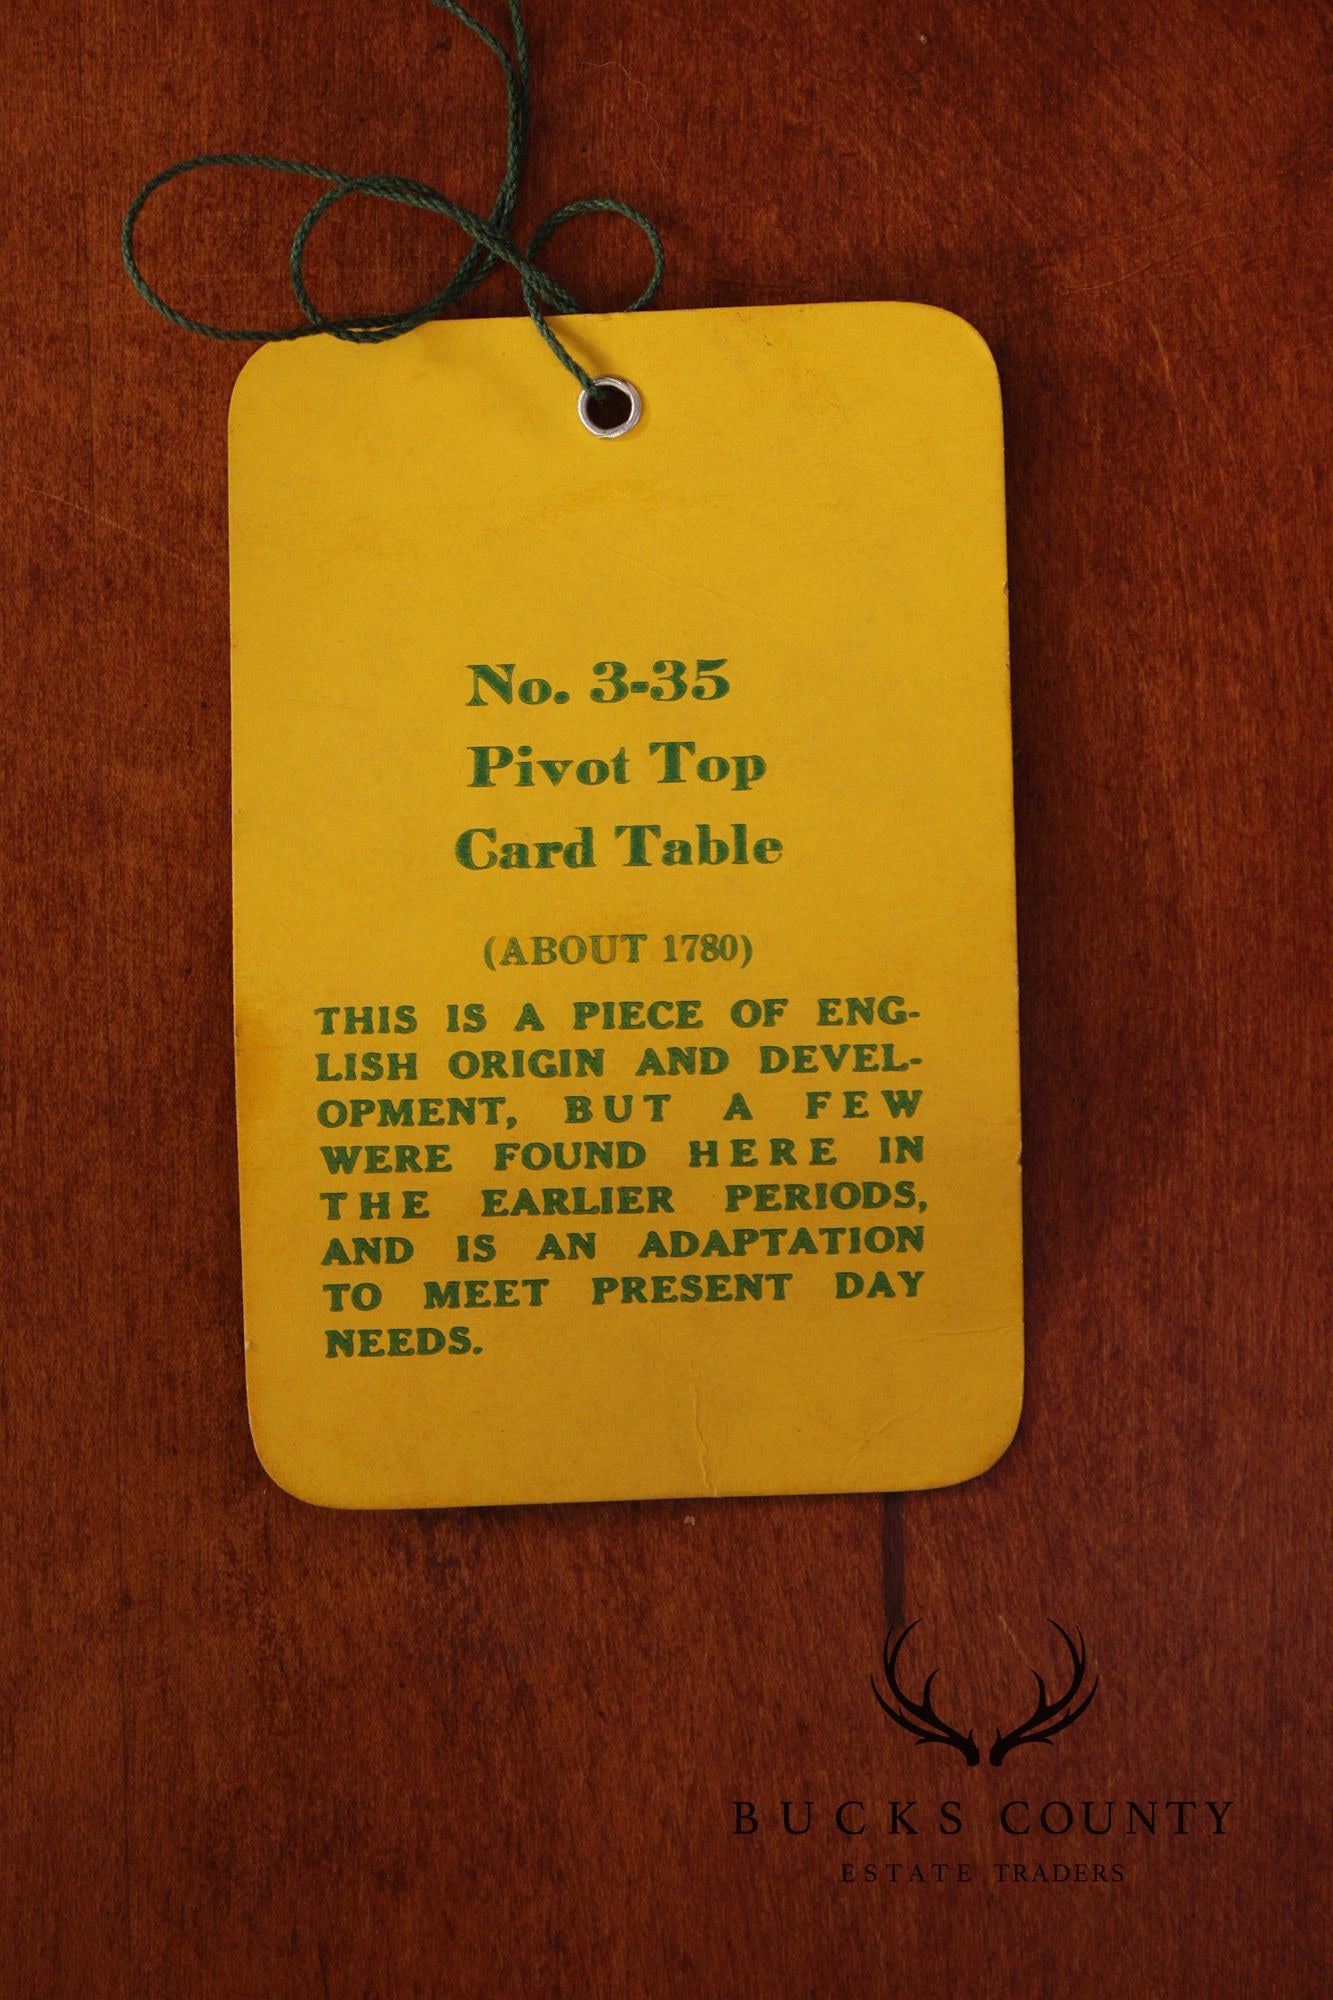 No. 3-35
Pivot Top
Card Table
(ABOUT 1780)
THIS IS A PIECE OF ENG-
LISH ORIGIN AND DEVEL-
OPMENT, BUT A FEW
WERE FOUND HERE IN
THE EARLIER PERIODS,
AND IS AN ADAPTATION
TO MEET PRESENT DAY
NEEDS.
BUCKS COUNTY
ESTATE TRADERS